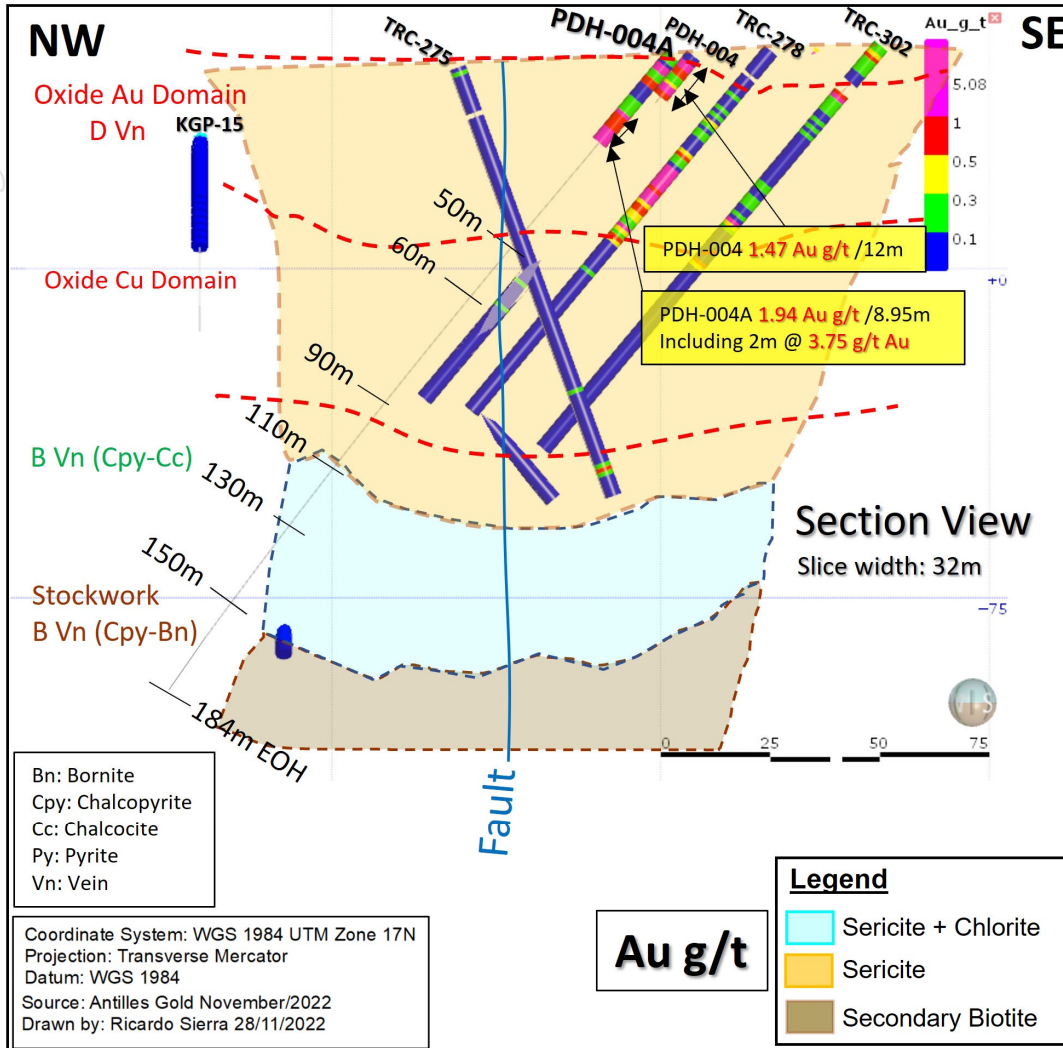 NW
SE
TRC-275
PDH-004A
PDH-004
TRC-278
TRC-302
Au_g_t
5.08
1
0.5
0.3
0.1
Oxide Au Domain
D Vn
KGP-15
50m
60m
PDH-004 1.47 Au g/t /12m
Oxide Cu Domain
+0
PDH-004A 1.94 Au g/t /8.95m
Including 2m @ 3.75 g/t Au
90m
110m
B Vn (Cpy-Cc)
130m
Section View
Slice width: 32m
150m
Stockwork
B Vn (Cpy-Bn)
-75
184m EOH
0
25
50
75
Fault
Bn: Bornite
Cpy: Chalcopyrite
Cc: Chalcocite
Py: Pyrite
Vn: Vein
Coordinate System: WGS 1984 UTM Zone 17N
Projection: Transverse Mercator
Datum: WGS 1984
Source: Antilles Gold November/2022
Drawn by: Ricardo Sierra 28/11/2022
Au g/t
Legend
Sericite + Chlorite
Sericite
Secondary Biotite